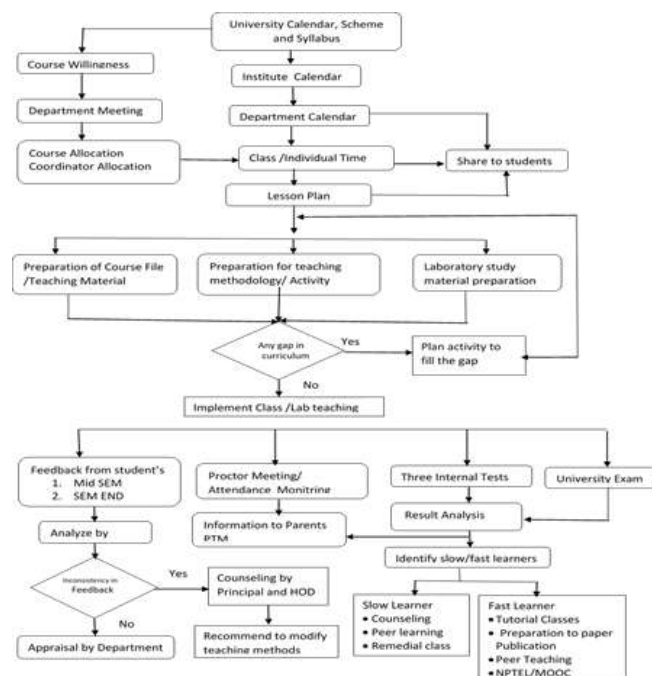 University Calendar, Scheme
and Syllabus
Course Willingness
Institute Calendar
Department Meeting
Department Calendar
Course Allocation
Coordinator Allocation
Class /Individual Time
Share to students
Lesson Plan
Preparation of Course File
/Teaching Material
Preparation for teaching
methodology/ Activity
Laboratory study
material preparation
Any gap in
curriculum
Yes
Plan activity to
fill the gap
No
Implement Class /Lab teaching
Feedback from student's
1. Mid SEM
2. SEM END
Proctor Meeting/
Attendance Monitring
Three Internal Tests
University Exam
Information to Parents
PTM
Result Analysis
Analyze by
Identify slow/fast learners
Inconsistency in
Feedback
Yes
Counseling by
Principal and HOD
No
Appraisal by Department
Recommend to modify
teaching methods
Slow Learner
• Counseling
• Peer learning
• Remedial class
Fast Learner
• Tutorial Classes
• Preparation to paper
Publication
• Peer Teaching
• NPTEL/MOOC